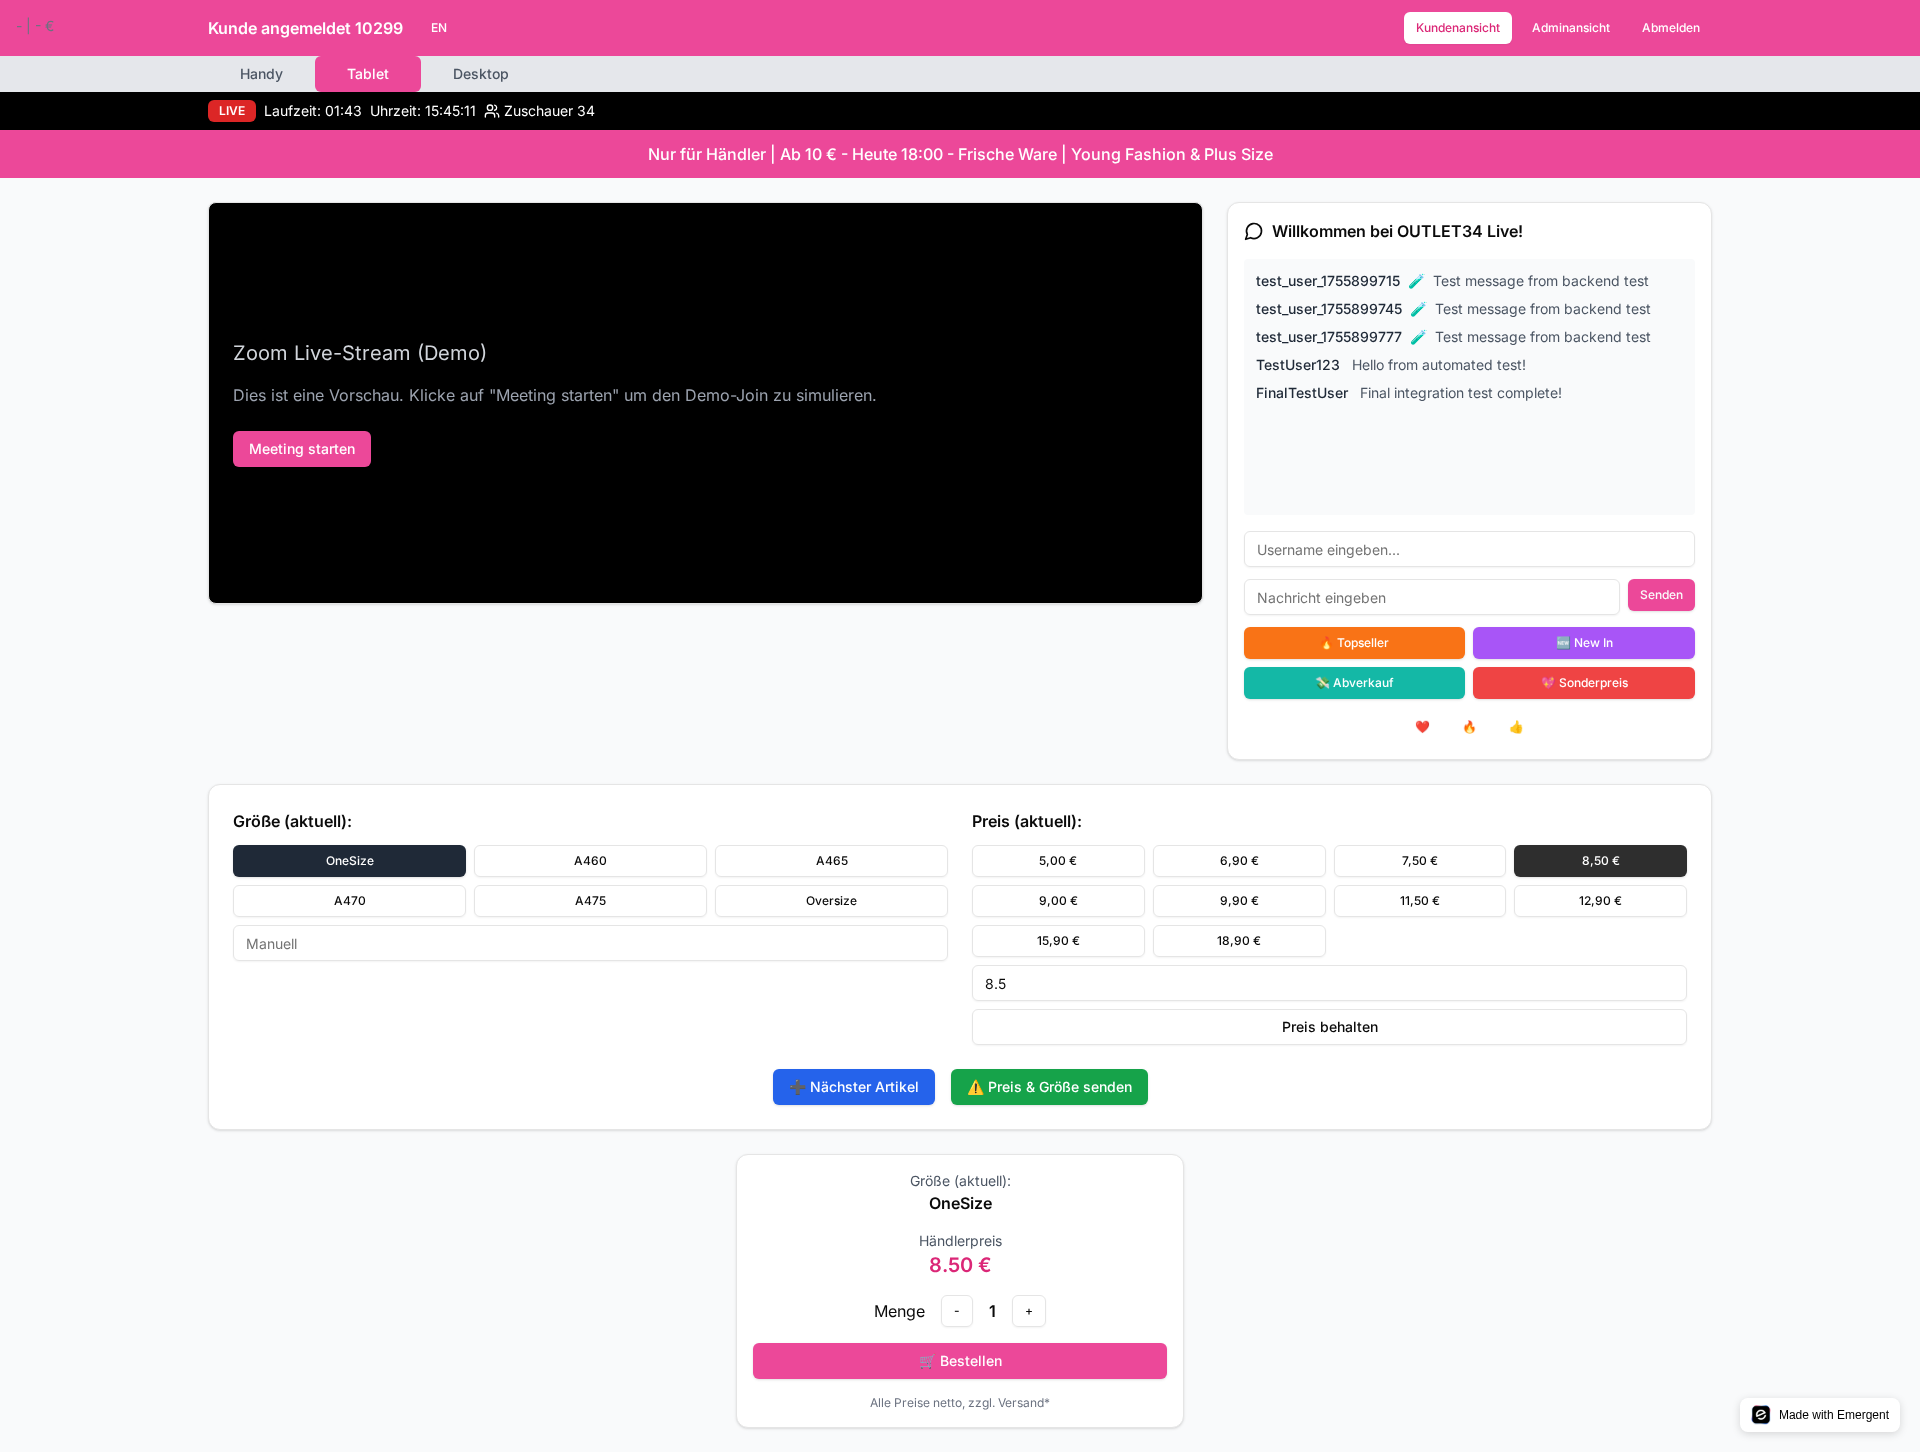 - | - €
Kunde angemeldet 10299 EN Kundenansicht Adminansicht Abmelden
Handy Tablet Desktop
LIVE Laufzeit: 01:43 Uhrzeit: 15:45:11 Zuschauer 34
Nur für Händler | Ab 10 € - Heute 18:00 - Frische Ware | Young Fashion & Plus Size
Zoom Live-Stream (Demo)
Dies ist eine Vorschau. Klicke auf "Meeting starten" um den Demo-Join zu simulieren.
Meeting starten
Willkommen bei OUTLET34 Live!
test_user_1755899715 🧪 Test message from backend test
test_user_1755899745 🧪 Test message from backend test
test_user_1755899777 🧪 Test message from backend test
TestUser123 Hello from automated test!
FinalTestUser Final integration test complete!
Username eingeben...
Nachricht eingeben Senden
🔥 Topseller 🆕 New In
💸 Abverkauf 💖 Sonderpreis
❤️ 🔥 👍
Größe (aktuell):
OneSize A460 A465
A470 A475 Oversize
Manuell
Preis (aktuell):
5,00 € 6,90 € 7,50 € 8,50 €
9,00 € 9,90 € 11,50 € 12,90 €
15,90 € 18,90 €
8.5
Preis behalten
➕ Nächster Artikel ⚠️ Preis & Größe senden
Größe (aktuell):
OneSize
Händlerpreis
8.50 €
Menge - 1 +
🛒 Bestellen
Alle Preise netto, zzgl. Versand*
Made with Emergent